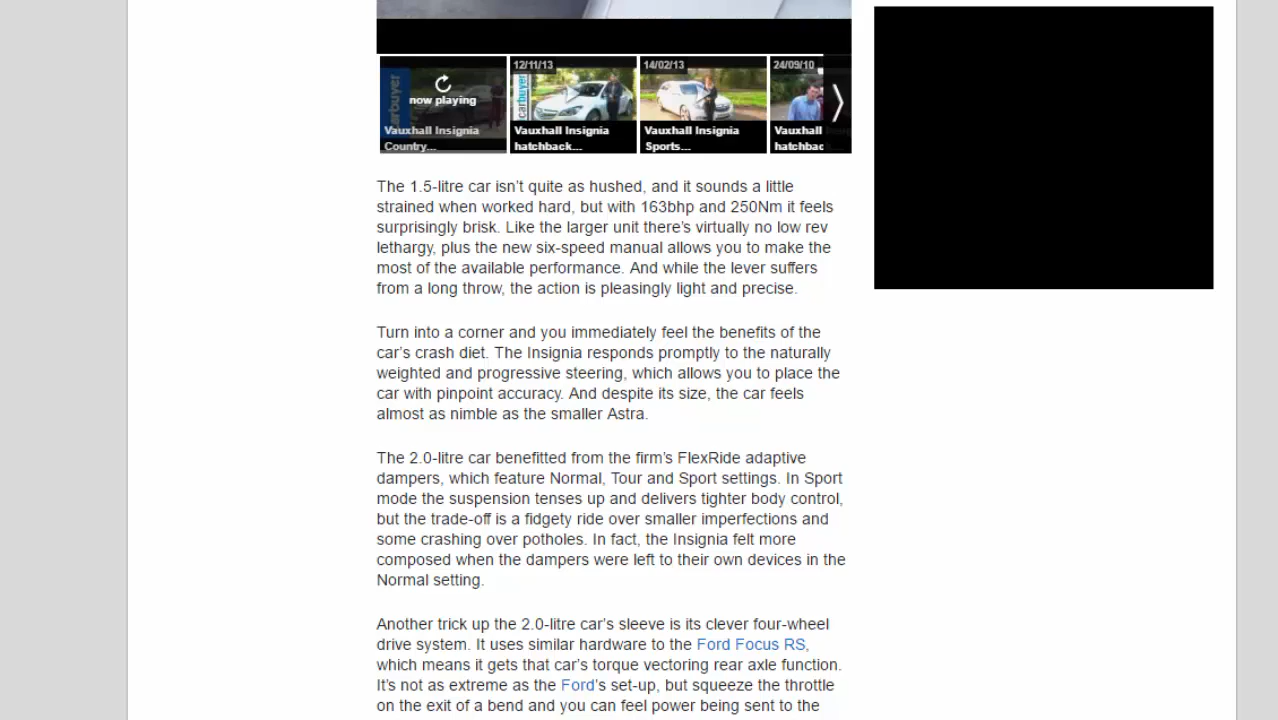 12/11/13
14/02/13
24/09/10
carbuyer
now playing
carbuyer
Vauxhall Insignia
Country...
Vauxhall Insignia
hatchback...
Vauxhall Insignia
Sports...
Vauxhall
hatchbac
The 1.5-litre car isn’t quite as hushed, and it sounds a little
strained when worked hard, but with 163bhp and 250Nm it feels
surprisingly brisk. Like the larger unit there’s virtually no low rev
lethargy, plus the new six-speed manual allows you to make the
most of the available performance. And while the lever suffers
from a long throw, the action is pleasingly light and precise.
Turn into a corner and you immediately feel the benefits of the
car’s crash diet. The Insignia responds promptly to the naturally
weighted and progressive steering, which allows you to place the
car with pinpoint accuracy. And despite its size, the car feels
almost as nimble as the smaller Astra.
The 2.0-litre car benefitted from the firm’s FlexRide adaptive
dampers, which feature Normal, Tour and Sport settings. In Sport
mode the suspension tenses up and delivers tighter body control,
but the trade-off is a fidgety ride over smaller imperfections and
some crashing over potholes. In fact, the Insignia felt more
composed when the dampers were left to their own devices in the
Normal setting.
Another trick up the 2.0-litre car’s sleeve is its clever four-wheel
drive system. It uses similar hardware to the Ford Focus RS,
which means it gets that car’s torque vectoring rear axle function.
It’s not as extreme as the Ford’s set-up, but squeeze the throttle
on the exit of a bend and you can feel power being sent to the